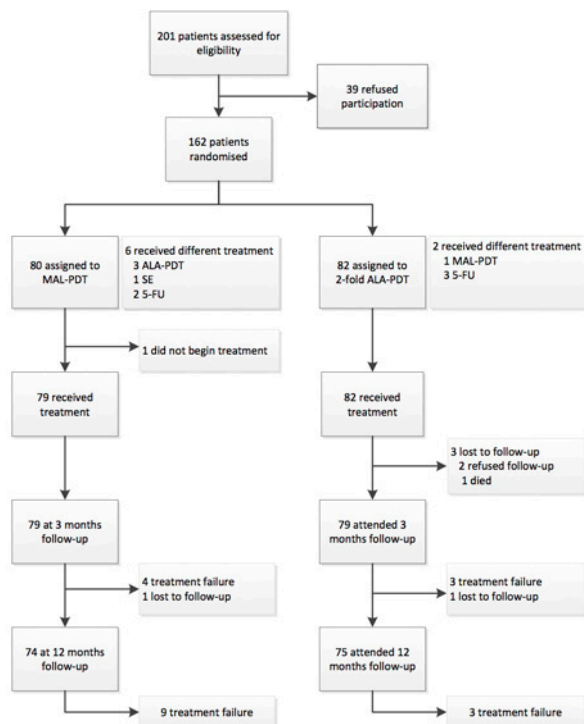 201 patients assessed for
eligibility
39 refused
participation
162 patients
randomised
80 assigned to
MAL-PDT
6 received different treatment
3 ALA-PDT
1 SE
2 5-FU
82 assigned to
2-fold ALA-PDT
2 received different treatment
1 MAL-PDT
3 5-FU
1 did not begin treatment
79 received
treatment
82 received
treatment
3 lost to follow-up
2 refused follow-up
1 died
79 at 3 months
follow-up
79 attended 3
months follow-up
4 treatment failure
1 lost to follow-up
3 treatment failure
1 lost to follow-up
74 at 12 months
follow-up
75 attended 12
months follow-up
9 treatment failure
3 treatment failure